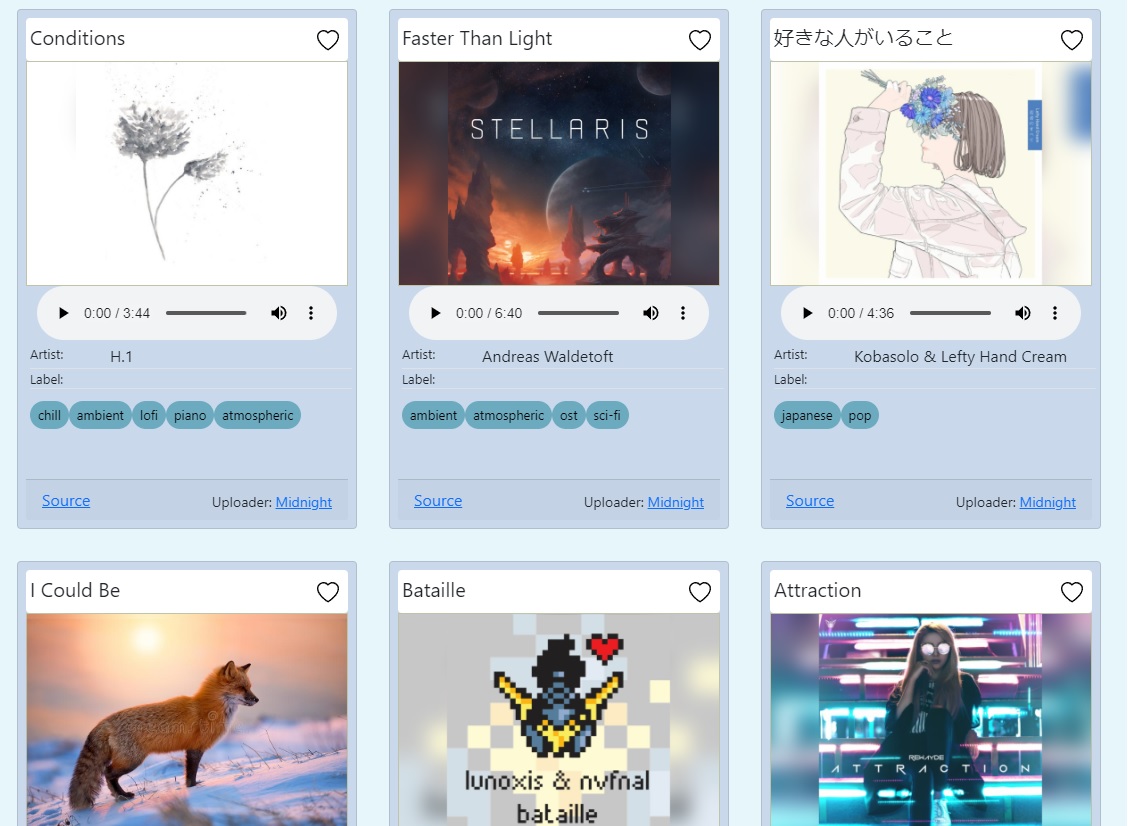 Conditions
STELLARIS
Faster Than Light
好きな人がいること
0:00 / 3:44
0:00 / 6:40
0:00 / 4:36
Artist: H.1
Artist: Andreas Waldetoft
Artist: Kobasolo & Lefty Hand Cream
Label:
Label:
Label:
chill ambient lofi piano atmospheric
ambient atmospheric ost sci-fi
japanese pop
Source Uploader: Midnight
Source Uploader: Midnight
Source Uploader: Midnight
I Could Be
Bataille
lunoxis & nvfnal
bataille
Attraction
REHAYDE
ATTRACTION